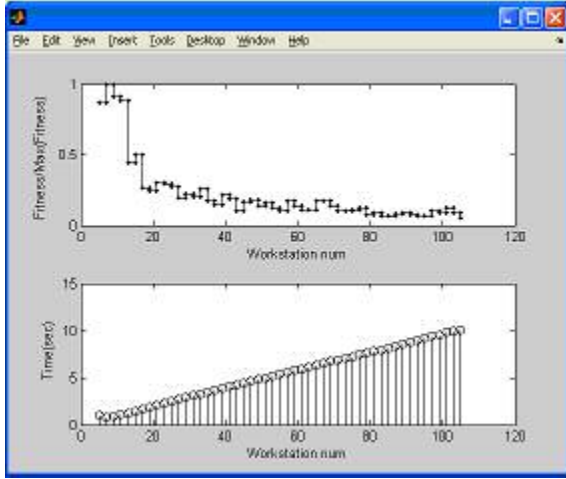 File Edit View Insert Tools Desktop Window Help
1
0.5
0
Fitness/Max(Fitness)
0 20 40 60 80 100 120
Workstation num
15
10
5
0
Time(sec)
0 20 40 60 80 100 120
Workstation num